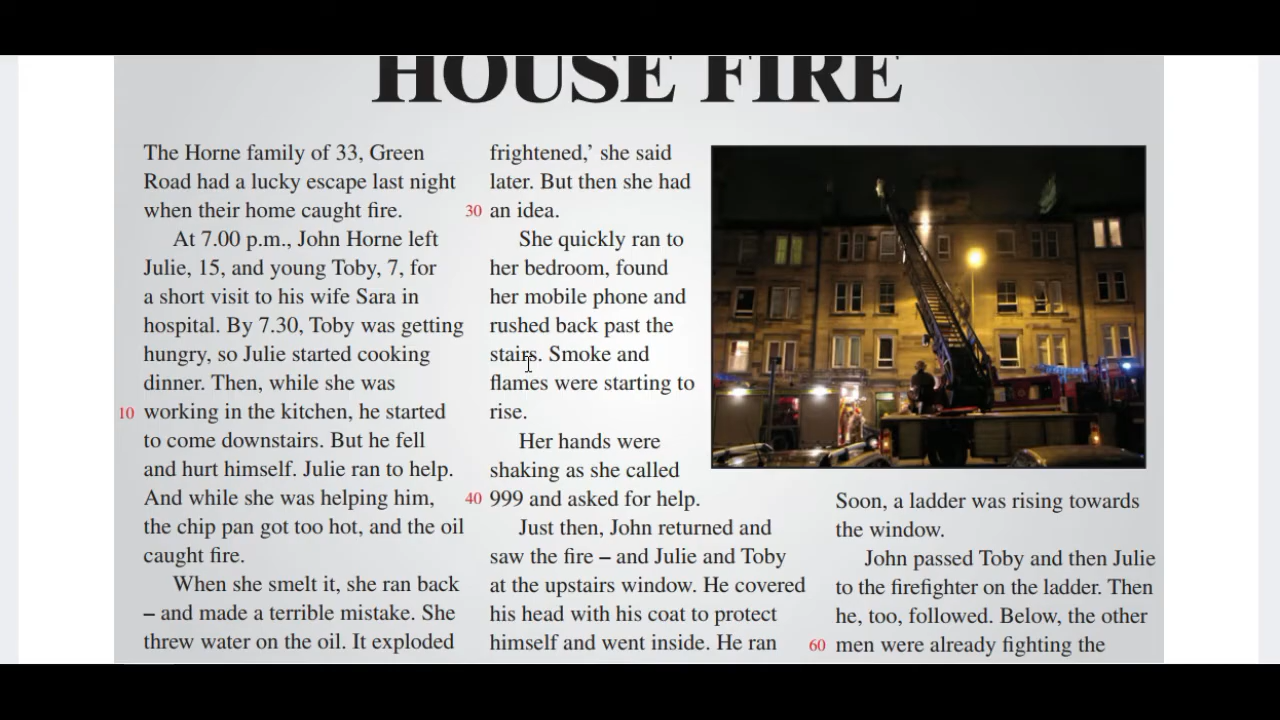 HOUSE FIRE
The Horne family of 33, Green
Road had a lucky escape last night
when their home caught fire.
At 7.00 p.m., John Horne left
Julie, 15, and young Toby, 7, for
a short visit to his wife Sara in
hospital. By 7.30, Toby was getting
hungry, so Julie started cooking
dinner. Then, while she was
10 working in the kitchen, he started
to come downstairs. But he fell
and hurt himself. Julie ran to help.
And while she was helping him,
the chip pan got too hot, and the oil
caught fire.
When she smelt it, she ran back
– and made a terrible mistake. She
threw water on the oil. It exploded
frightened,’ she said
later. But then she had
30 an idea.
She quickly ran to
her bedroom, found
her mobile phone and
rushed back past the
stairs. Smoke and
flames were starting to
rise.
Her hands were
shaking as she called
40 999 and asked for help.
Just then, John returned and
saw the fire – and Julie and Toby
at the upstairs window. He covered
his head with his coat to protect
himself and went inside. He ran
Soon, a ladder was rising towards
the window.
John passed Toby and then Julie
to the firefighter on the ladder. Then
he, too, followed. Below, the other
60 men were already fighting the